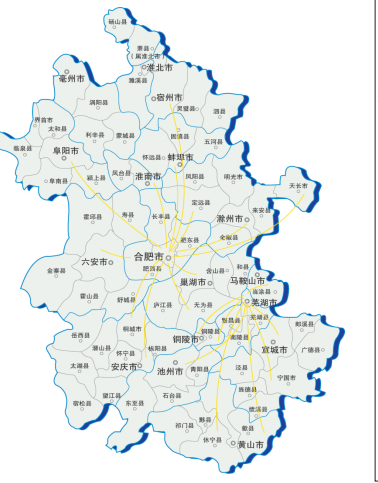 砀山县
萧县
(属淮北市)
淮北市
亳州市
濉溪县
宿州市
涡阳县
灵璧县
泗县
界首市
太和县
利辛县
蒙城县
固镇县
五河县
临泉县
阜阳市
怀远县
蚌埠市
凤台县
淮南市
凤阳县
明光市
阜南县
颍上县
天长市
定远县
来安县
霍邱县
寿县
长丰县
滁州市
全椒县
肥东县
合肥市
六安市
肥西县
含山县
和县
金寨县
巢湖市
马鞍山市
当涂县
霍山县
舒城县
庐江县
无为县
芜湖市
芜湖县
繁昌县
郎溪县
桐城市
铜陵县
南陵县
岳西县
铜陵市
宣城市
广德县
潜山县
枞阳县
怀宁县
太湖县
安庆市
池州市
青阳县
泾县
宁国市
旌德县
望江县
石台县
宿松县
东至县
绩溪县
黟县
祁门县
歙县
休宁县
黄山市